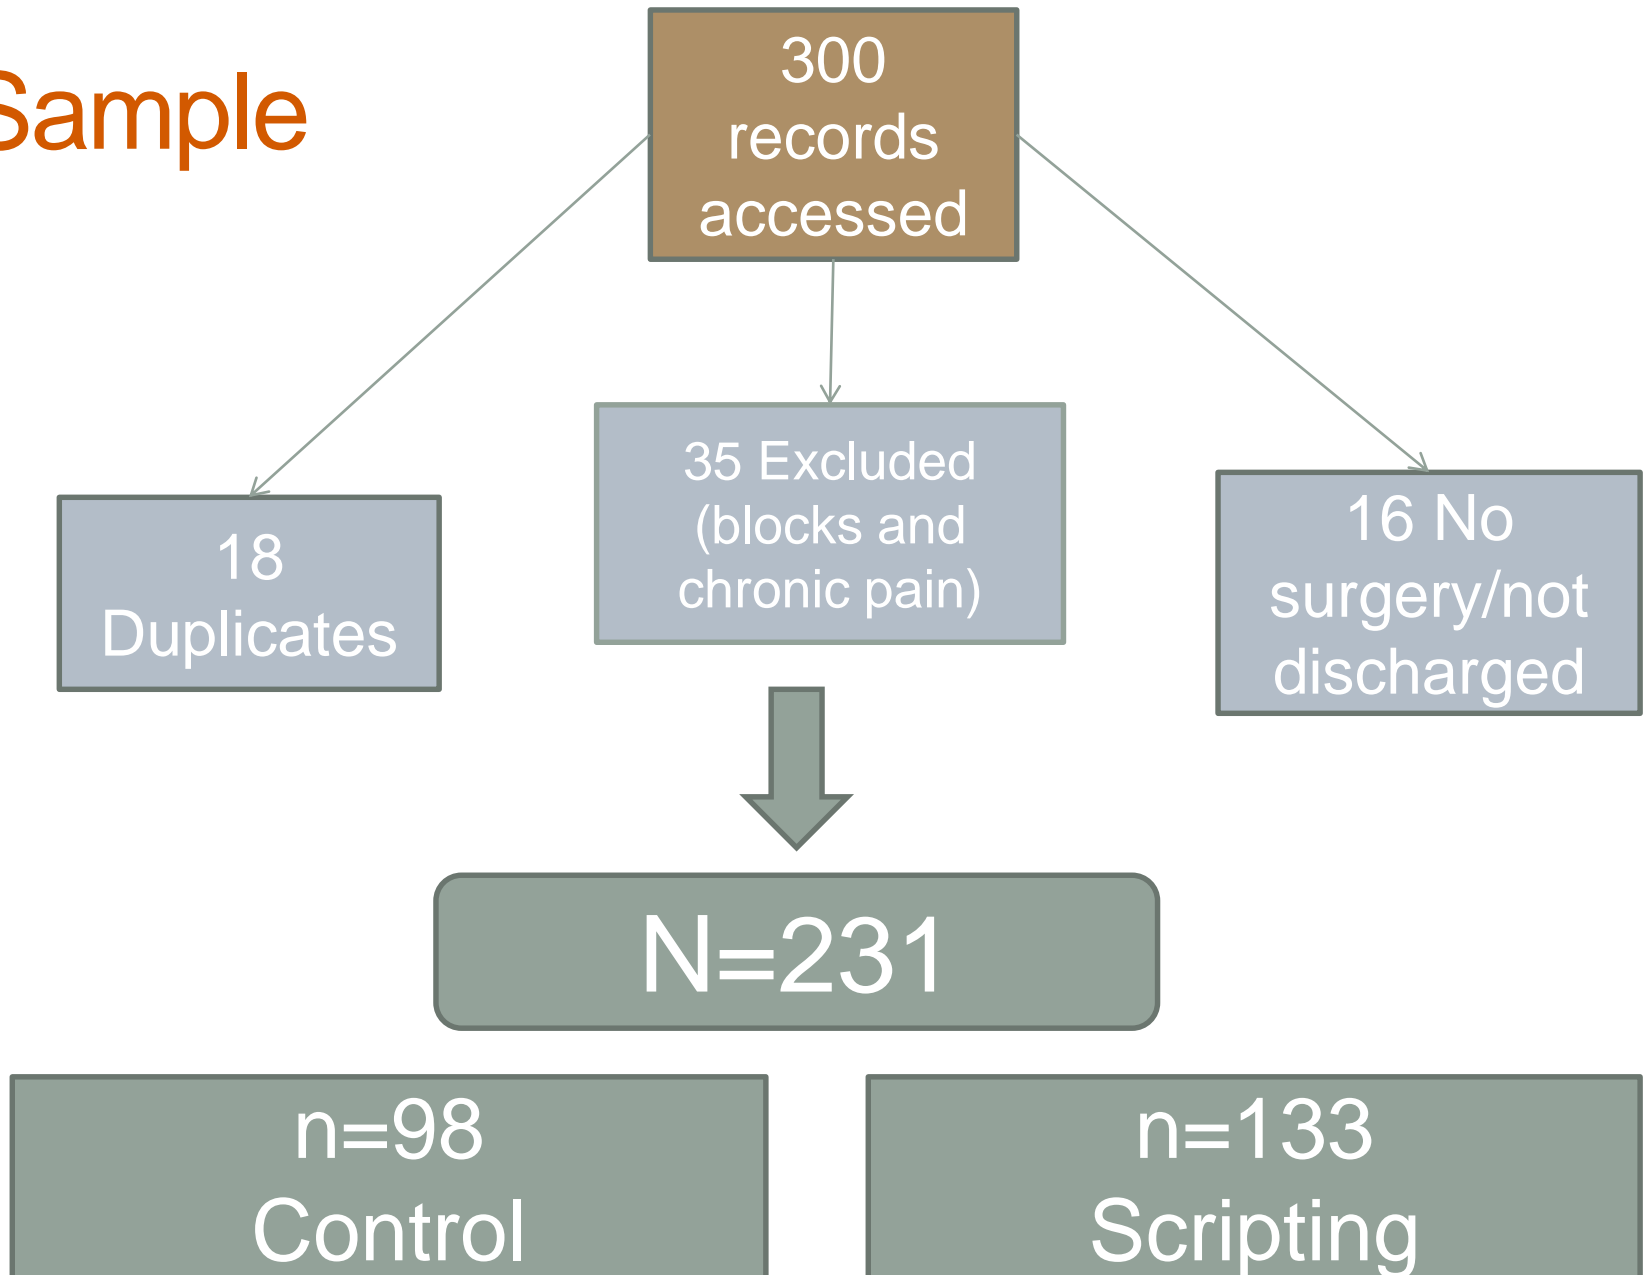 Sample
300
records
accessed
18
Duplicates
35 Excluded
(blocks and
chronic pain)
16 No
surgery/not
discharged
N=231
n=98
Control
n=133
Scripting